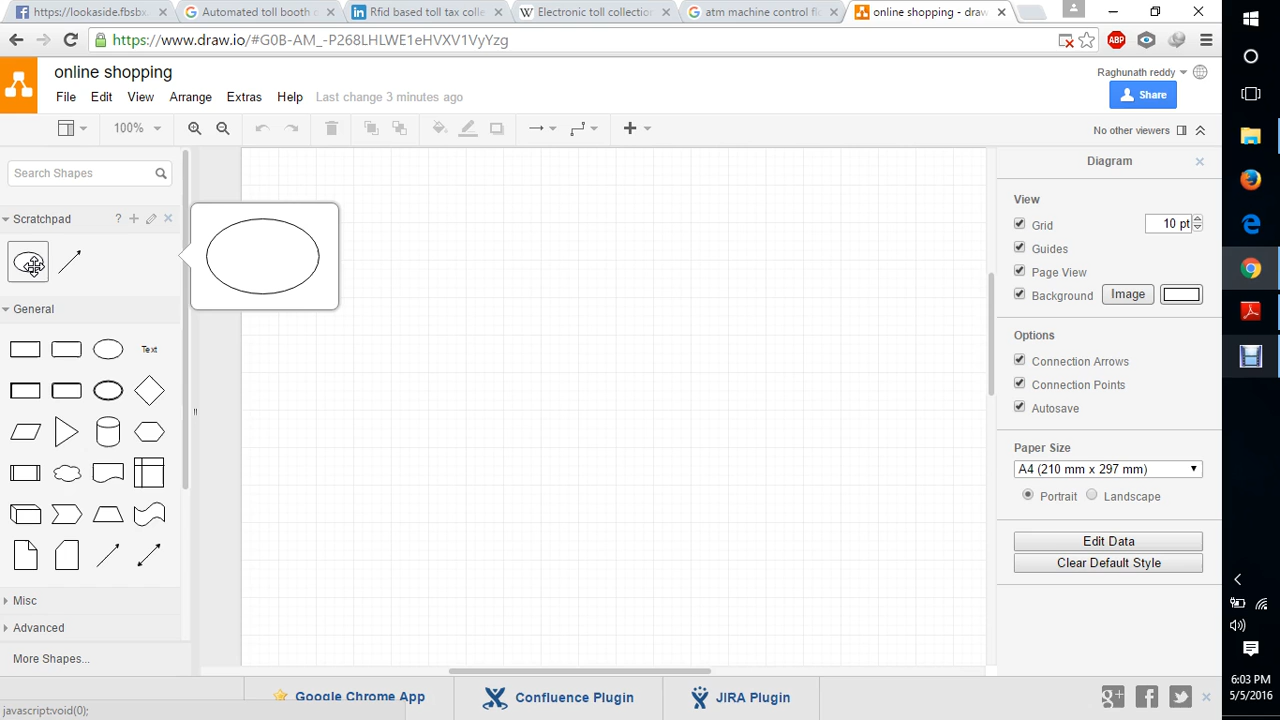 https://lookaside.fbsbx.
Automated toll booth o
Rfid based toll tax colle
Electronic toll collection
atm machine control flo
online shopping - draw
https://www.draw.io/#G0B-AM_-P268LHLWE1eHVXV1VyYzg
ABP
online shopping
Raghunath reddy
File Edit View Arrange Extras Help Last change 3 minutes ago
Share
100%
No other viewers
Search Shapes
Diagram
Scratchpad ?
View
Grid 10 pt
Guides
Page View
Background Image
General
Text
Options
Connection Arrows
Connection Points
Autosave
Paper Size
A4 (210 mm x 297 mm)
Portrait Landscape
Edit Data
Clear Default Style
Misc
Advanced
More Shapes...
Google Chrome App Confluence Plugin JIRA Plugin
javascript:void(0);
6:03 PM
5/5/2016